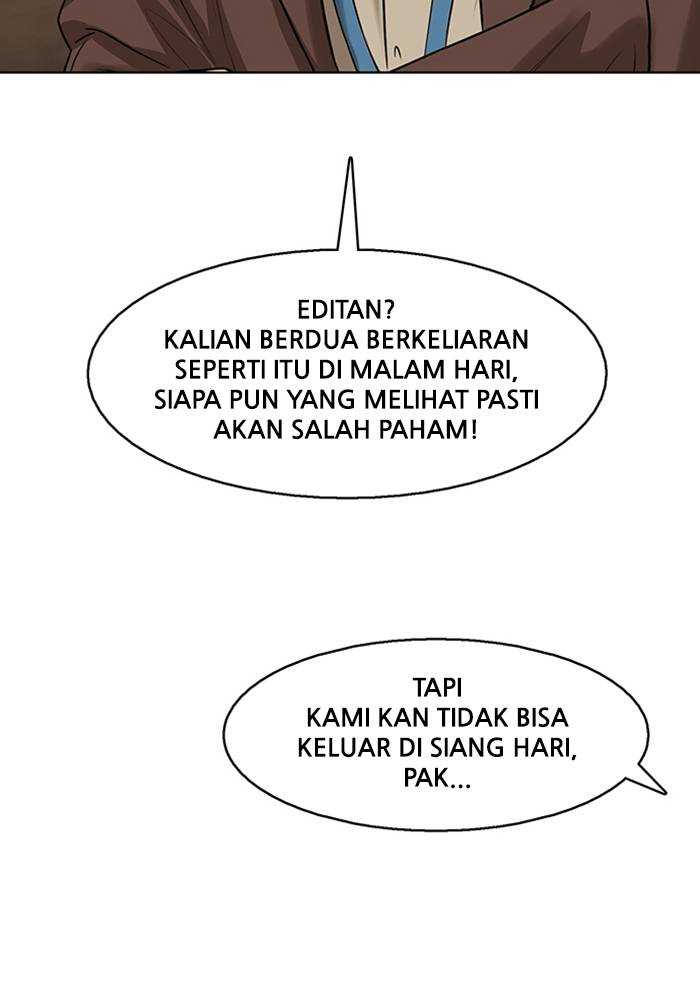 EDITAN?
KALIAN BERDUA BERKELIARAN
SEPERTI ITU DI MALAM HARI,
SIAPA PUN YANG MELIHAT PASTI
AKAN SALAH PAHAM!
TAPI
KAMI KAN TIDAK BISA
KELUAR DI SIANG HARI,
PAK...